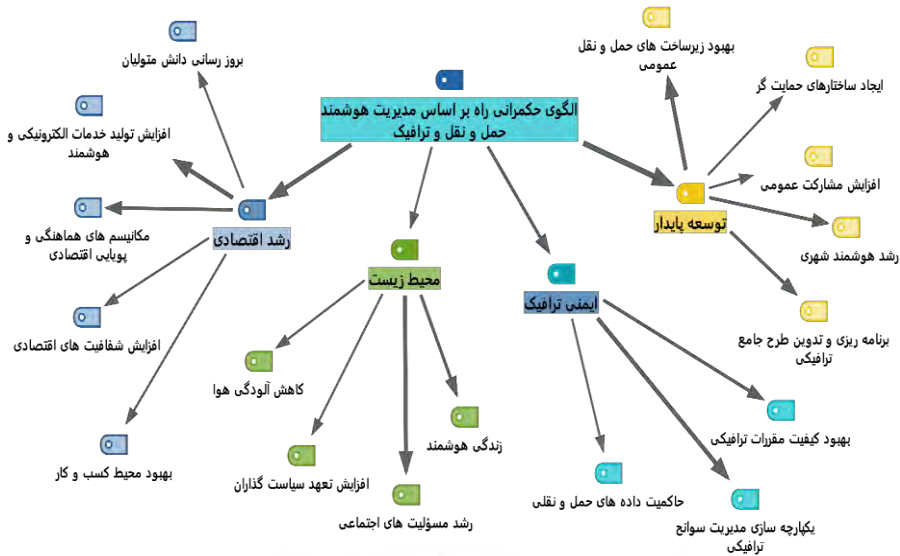 الگوی حکمرانی راه بر اساس مدیریت هوشمند
حمل و نقل و ترافیک
توسعه پایدار
بهبود زیرساخت های حمل و نقل
عمومی
ایجاد ساختارهای حمایت گر
افزایش مشارکت عمومی
رشد هوشمند شهری
برنامه ریزی و تدوین طرح جامع
ترافیکی
ایمنی ترافیک
بهبود کیفیت مقررات ترافیکی
یکپارچه سازی مدیریت سوانح
ترافیکی
حاکمیت داده های حمل و نقلی
محیط زیست
زندگی هوشمند
رشد مسؤلیت های اجتماعی
افزایش تعهد سیاست گذاران
کاهش آلودگی هوا
رشد اقتصادی
بروز رسانی دانش متولیان
افزایش تولید خدمات الکترونیکی و
هوشمند
مکانیسم های هماهنگی و
پویایی اقتصادی
افزایش شفافیت های اقتصادی
بهبود محیط کسب و کار